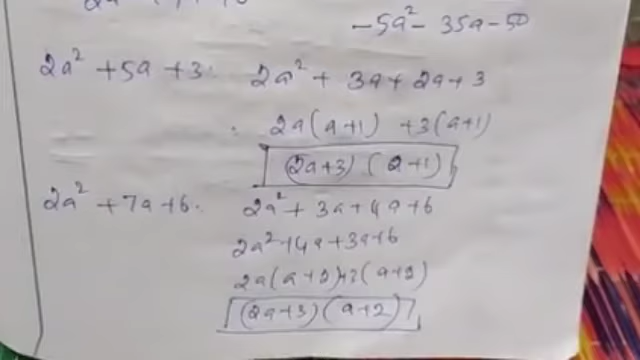 -5a² - 35a - 50
2a² + 5a + 3. 2a² + 3a + 2a + 3
2a(a+1) + 3(a+1)
(2a+3) (a+1)
2a² + 7a + 6. 2a² + 3a + 4a + 6
2a² + 4a + 3a + 6
2a(a+2)+3(a+2)
(2a+3) (a+2)